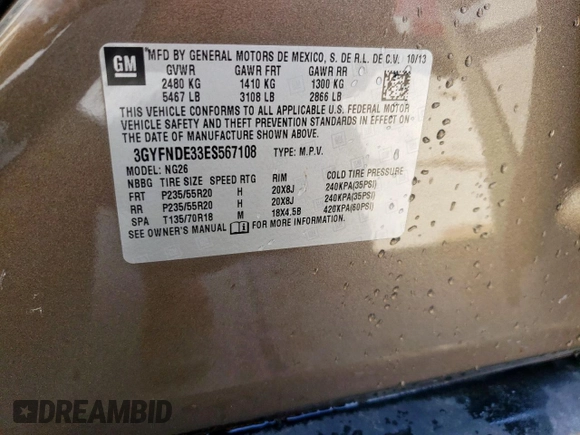 GM
MFD BY GENERAL MOTORS DE MEXICO, S. DE R.L. DE C.V. 10/13
GVWR GAWR FRT GAWR RR
2480 KG 1410 KG 1300 KG
5467 LB 3108 LB 2866 LB
THIS VEHICLE CONFORMS TO ALL APPLICABLE U.S. FEDERAL MOTOR
VEHICLE SAFETY AND THEFT PREVENTION STANDARDS IN EFFECT ON
THE DATE OF MANUFACTURE SHOWN ABOVE.
3GYFNDE33ES567108 TYPE: M.P.V. 6
MODEL: NG26
NBBG TIRE SIZE SPEED RTG RIM COLD TIRE PRESSURE
FRT P235/55R20 H 20X8J 240KPA(35PSI)
RR P235/55R20 H 20X8J 240KPA(35PSI)
SPA T135/70R18 M 18X4.5B 420KPA(60PSI)
SEE OWNER'S MANUAL FOR MORE INFORMATION.
DREAMBID